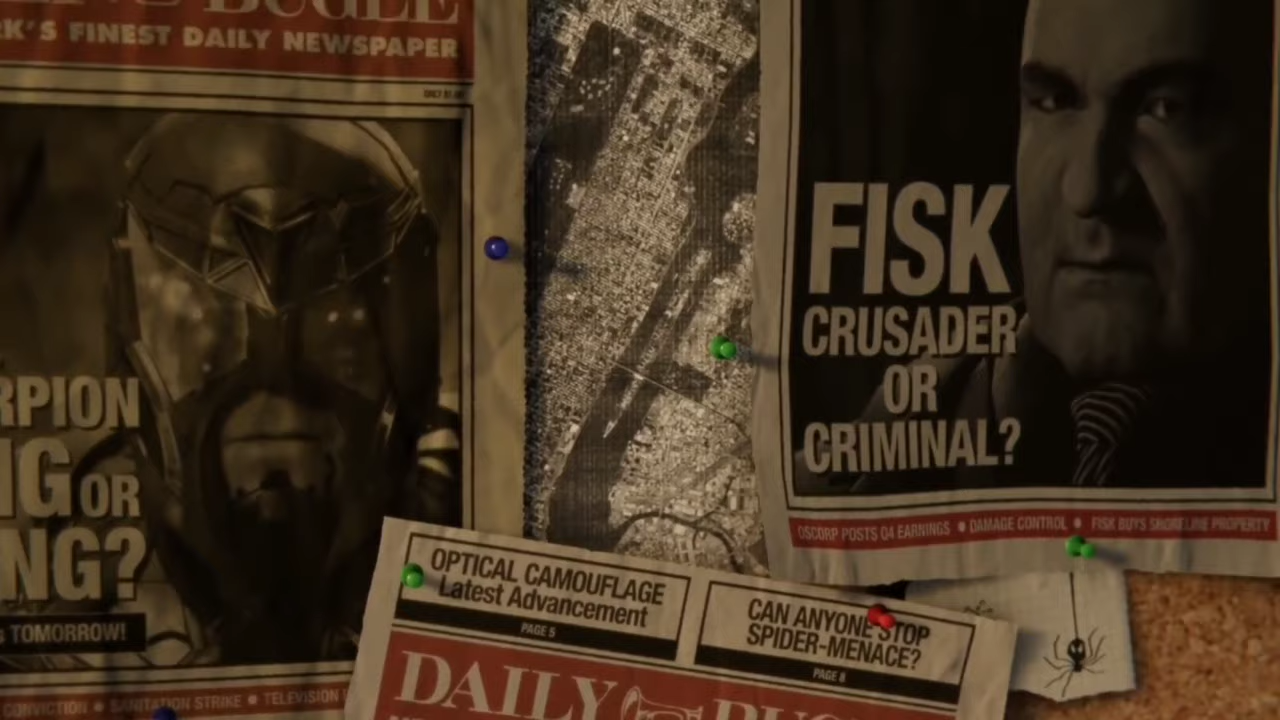 BUGLE
K'S FINEST DAILY NEWSPAPER
RPION
G OR
NG?
TOMORROW!
CONVICTION • SANITATION STRIKE • TELEVISION
FISK
CRUSADER
OR
CRIMINAL?
OSCORP POSTS Q4 EARNINGS • DAMAGE CONTROL • FISK BUYS SHORELINE PROPERTY
OPTICAL CAMOUFLAGE
Latest Advancement
PAGE 5
CAN ANYONE STOP
SPIDER-MENACE?
PAGE 8
DAILY BUG